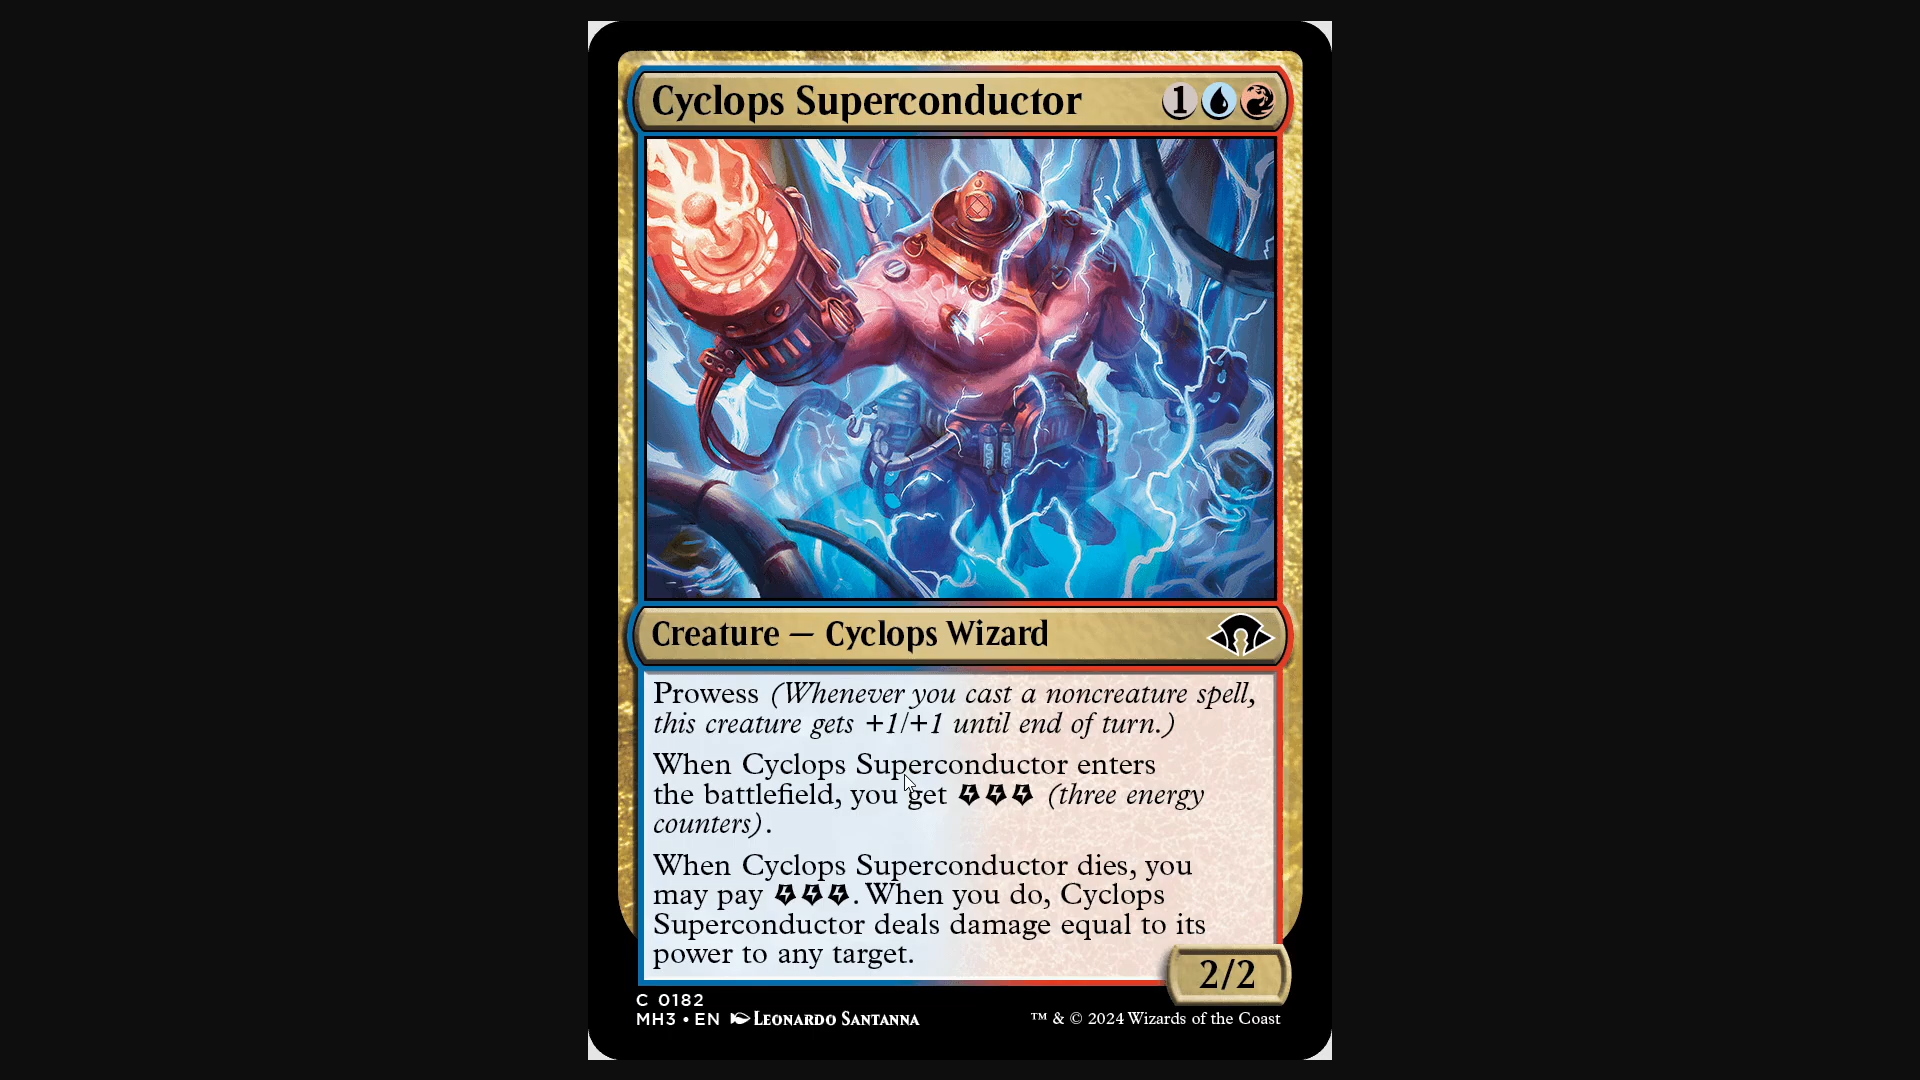 Cyclops Superconductor 1
Creature — Cyclops Wizard
Prowess (Whenever you cast a noncreature spell,
this creature gets +1/+1 until end of turn.)
When Cyclops Superconductor enters
the battlefield, you get (three energy
counters).
When Cyclops Superconductor dies, you
may pay . When you do, Cyclops
Superconductor deals damage equal to its
power to any target.
2/2
C 0182
MH3 • EN Leonardo Santanna
™ & © 2024 Wizards of the Coast